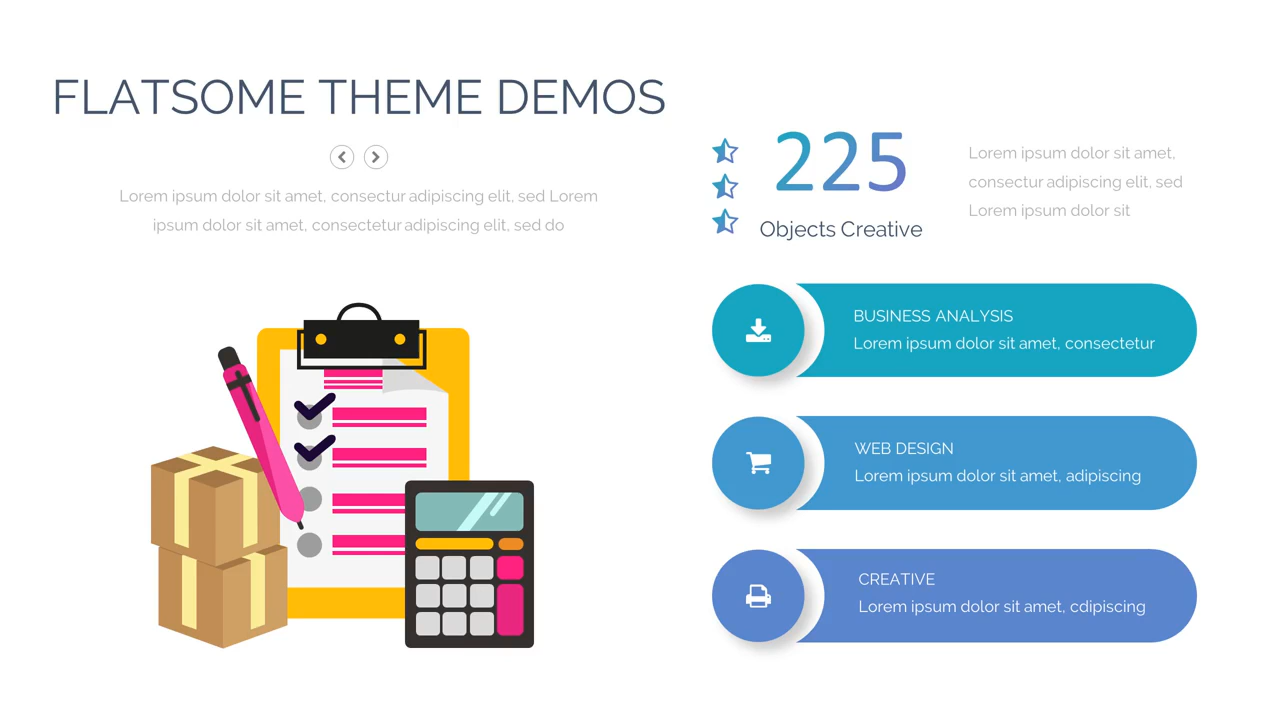 FLATSOME THEME DEMOS
Lorem ipsum dolor sit amet, consectur adipiscing elit, sed Lorem
ipsum dolor sit amet, consectetur adipiscing elit, sed do
225
Objects Creative
Lorem ipsum dolor sit amet,
consectur adipiscing elit, sed
Lorem ipsum dolor sit
BUSINESS ANALYSIS
Lorem ipsum dolor sit amet, consectetur
WEB DESIGN
Lorem ipsum dolor sit amet, adipiscing
CREATIVE
Lorem ipsum dolor sit amet, cdipiscing